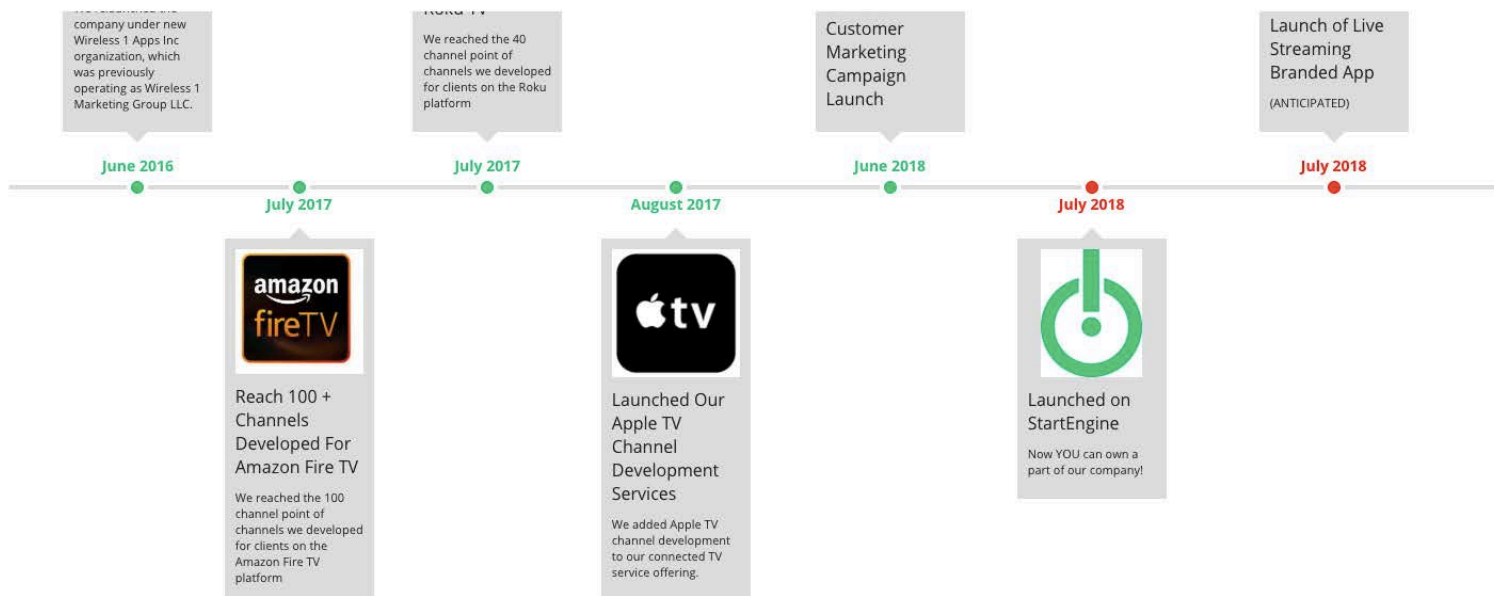 We relaunched the
company under new
Wireless 1 Apps Inc
organization, which
was previously
operating as Wireless 1
Marketing Group LLC.
June 2016
July 2017
amazon
fireTV
Reach 100 +
Channels
Developed For
Amazon Fire TV
We reached the 100
channel point of
channels we developed
for clients on the
Amazon Fire TV
platform
Roku TV
We reached the 40
channel point of
channels we developed
for clients on the Roku
platform
July 2017
August 2017
tv
Launched Our
Apple TV
Channel
Development
Services
We added Apple TV
channel development
to our connected TV
service offering.
Customer
Marketing
Campaign
Launch
June 2018
July 2018
Launched on
StartEngine
Now YOU can own a
part of our company!
Launch of Live
Streaming
Branded App
(ANTICIPATED)
July 2018